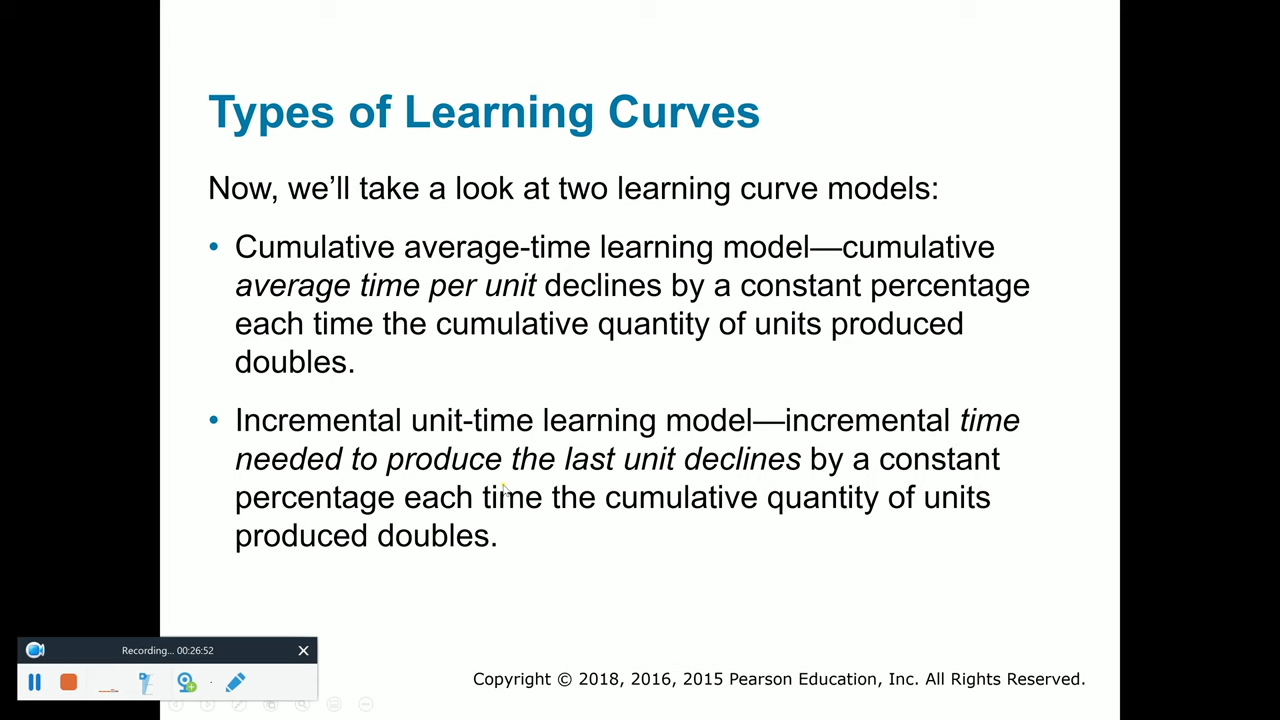 Types of Learning Curves
Now, we’ll take a look at two learning curve models:
• Cumulative average-time learning model—cumulative
average time per unit declines by a constant percentage
each time the cumulative quantity of units produced
doubles.
• Incremental unit-time learning model—incremental time
needed to produce the last unit declines by a constant
percentage each time the cumulative quantity of units
produced doubles.
Recording... 00:26:52
Copyright © 2018, 2016, 2015 Pearson Education, Inc. All Rights Reserved.